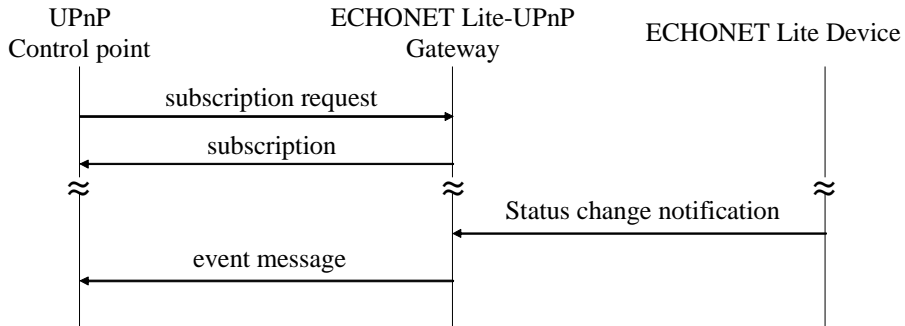 UPnP
Control point
ECHONET Lite-UPnP
Gateway
ECHONET Lite Device
subscription request
subscription
Status change notification
event message